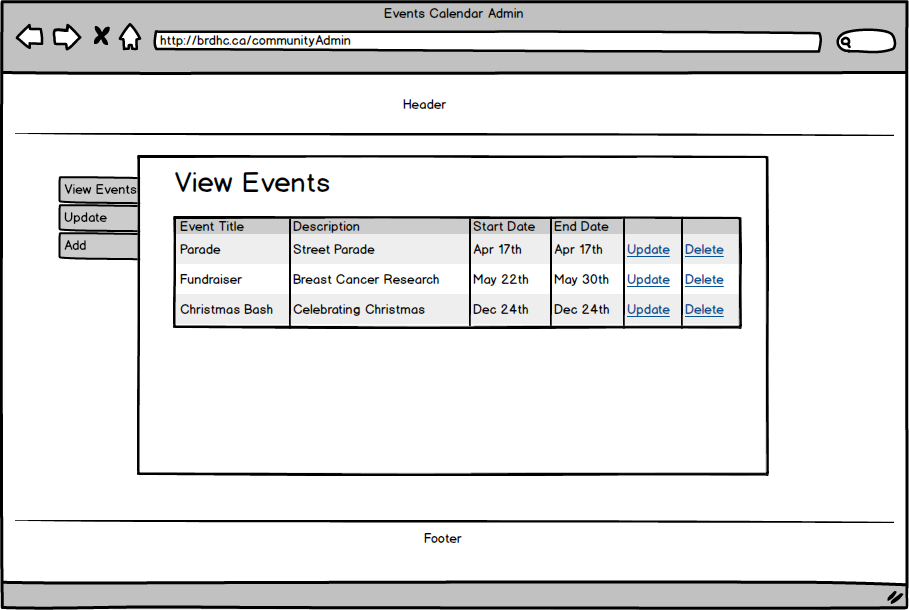 Events Calendar Admin
http://brdhc.ca/communityAdmin
Header
View Events
Update
Add
View Events
Event Title Description Start Date End Date
Parade Street Parade Apr 17th Apr 17th Update Delete
Fundraiser Breast Cancer Research May 22th May 30th Update Delete
Christmas Bash Celebrating Christmas Dec 24th Dec 24th Update Delete
Footer